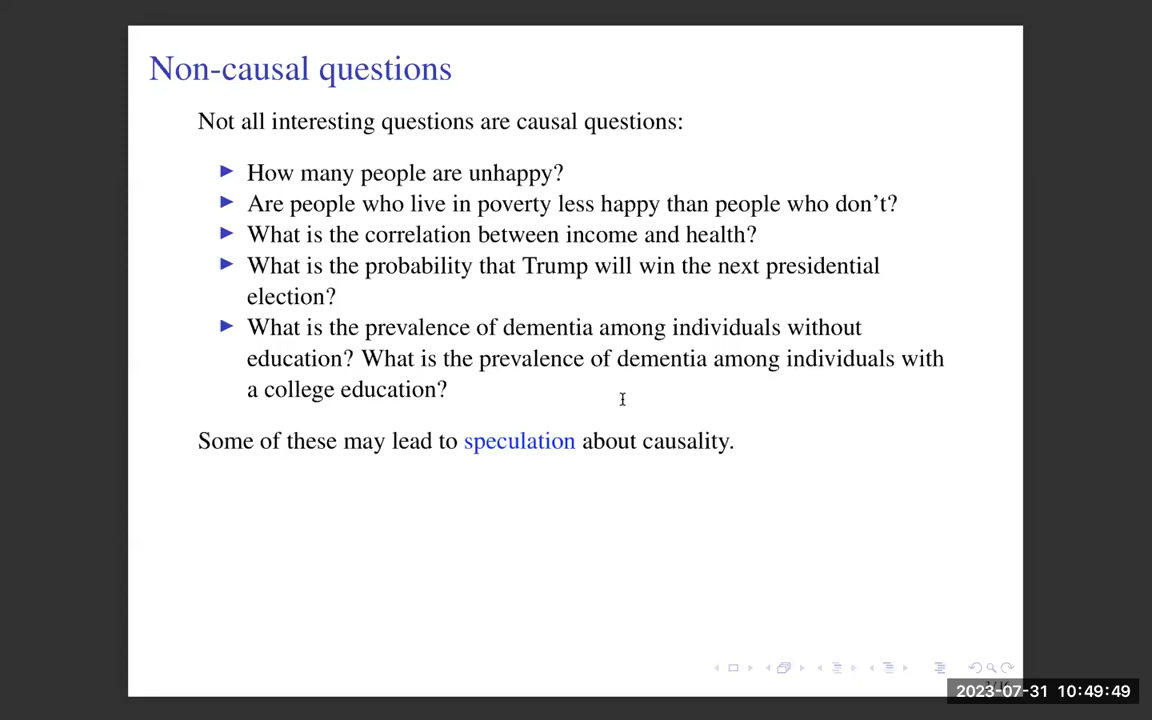 Non-causal questions
Not all interesting questions are causal questions:
How many people are unhappy?
Are people who live in poverty less happy than people who don't?
What is the correlation between income and health?
What is the probability that Trump will win the next presidential
election?
What is the prevalence of dementia among individuals without
education? What is the prevalence of dementia among individuals with
a college education?
Some of these may lead to speculation about causality.
2023-07-31 10:49:49